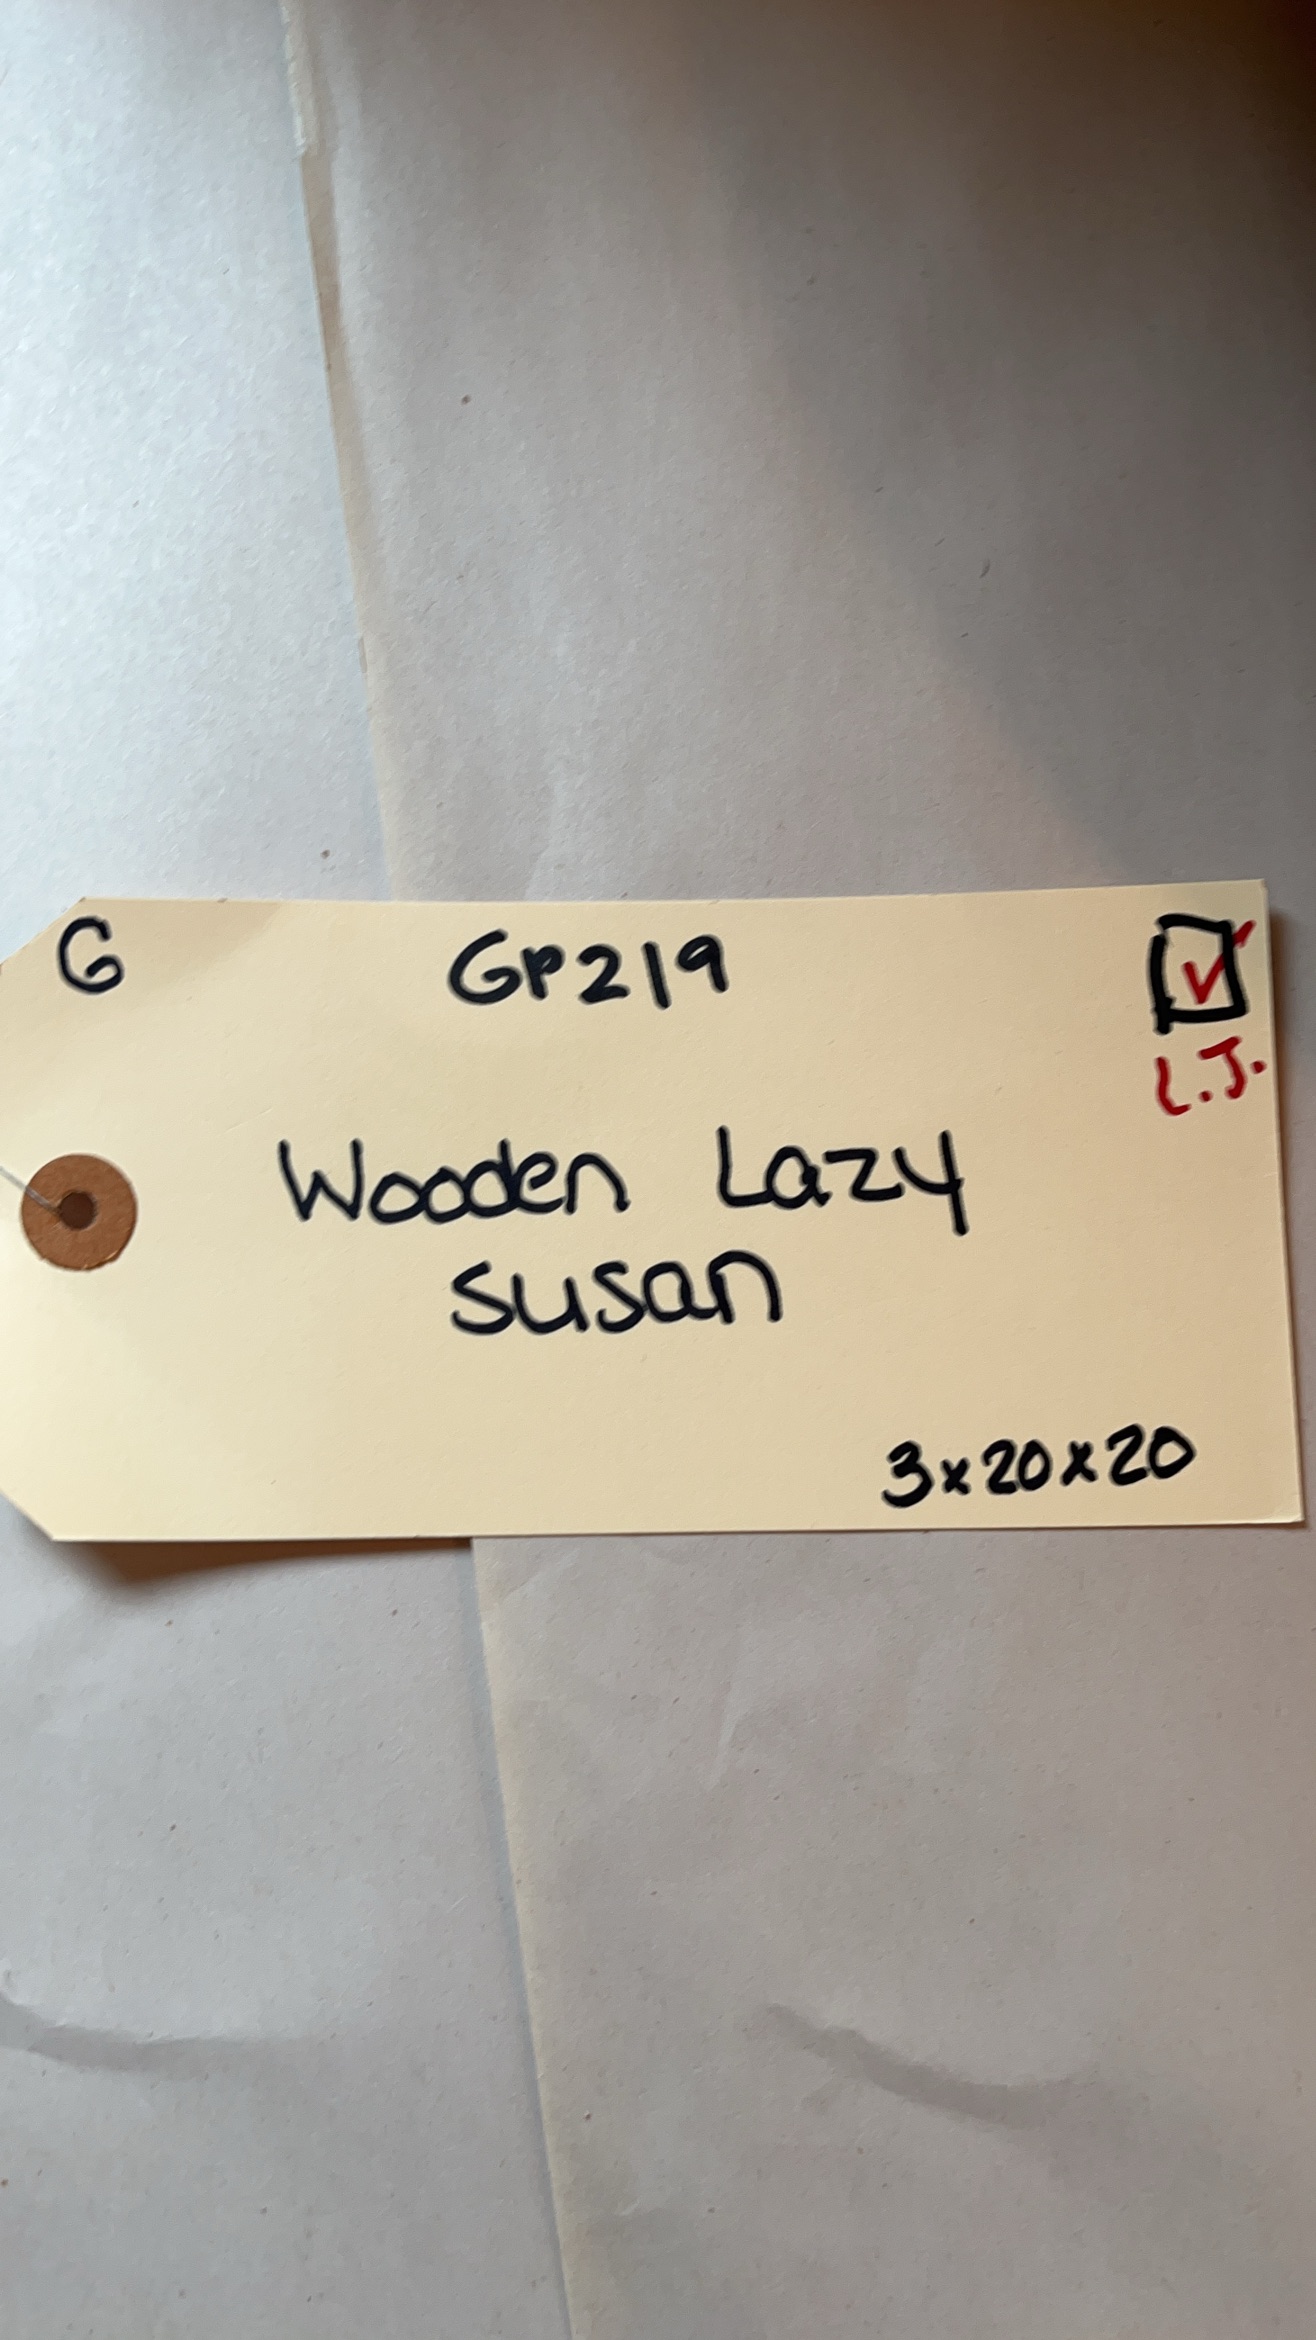 G
GP219
☑
L.J.
Wooden Lazy
Susan
3x20x20